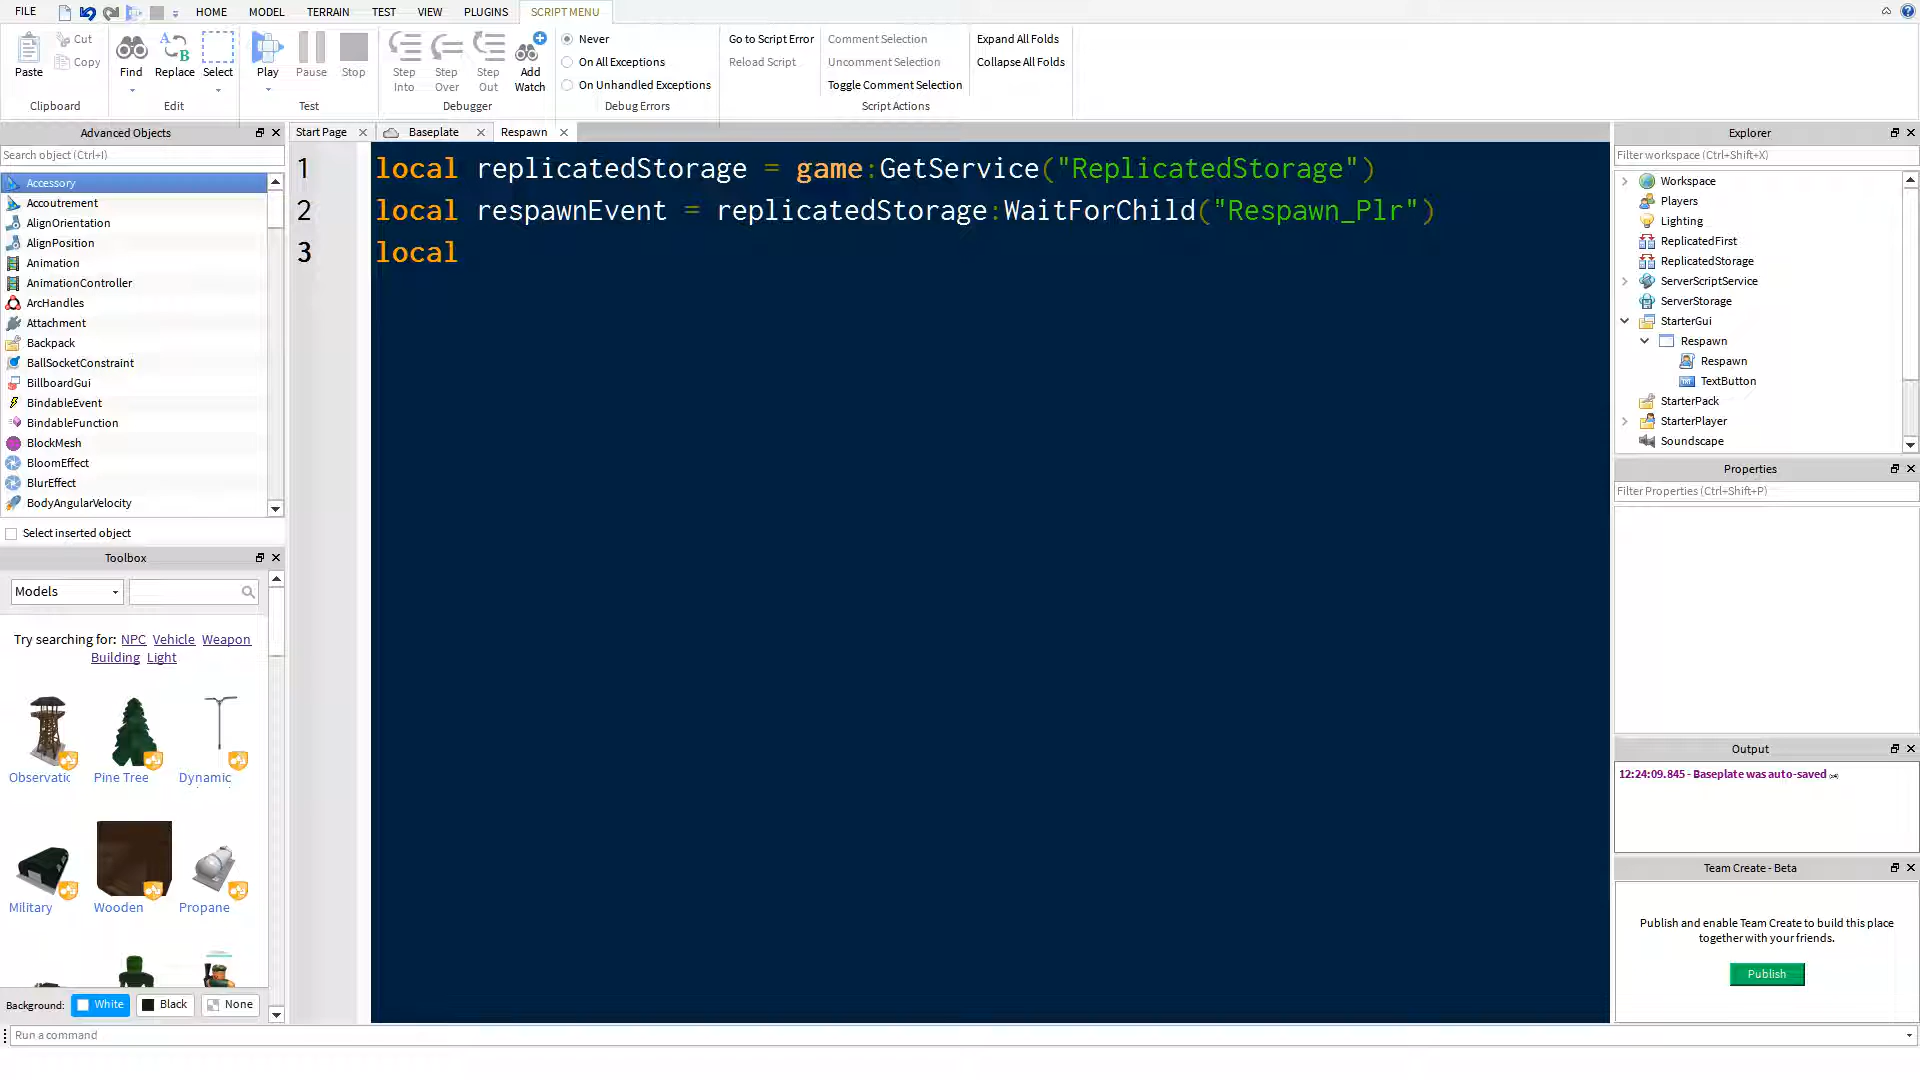 FILE
HOME
MODEL
TERRAIN
TEST
VIEW
PLUGINS
SCRIPT MENU
Paste
Cut
Copy
Clipboard
Find
Replace
Select
Edit
Play
Pause
Stop
Test
Step Into
Step Over
Step Out
Add Watch
Debugger
Never
On All Exceptions
On Unhandled Exceptions
Debug Errors
Go to Script Error
Reload Script
Comment Selection
Uncomment Selection
Toggle Comment Selection
Script Actions
Expand All Folds
Collapse All Folds
Advanced Objects
Search object (Ctrl+I)
Accessory
Accoutrement
AlignOrientation
AlignPosition
Animation
AnimationController
ArcHandles
Attachment
Backpack
BallSocketConstraint
BillboardGui
BindableEvent
BindableFunction
BlockMesh
BloomEffect
BlurEffect
BodyAngularVelocity
Select inserted object
Toolbox
Models
Try searching for: NPC Vehicle Weapon
Building Light
Observatic
Pine Tree
Dynamic
Military
Wooden
Propane
Background: White Black None
Run a command
Start Page
Baseplate
Respawn
1 local replicatedStorage = game:GetService("ReplicatedStorage")
2 local respawnEvent = replicatedStorage:WaitForChild("Respawn_Plr")
3 local
Explorer
Filter workspace (Ctrl+Shift+X)
Workspace
Players
Lighting
ReplicatedFirst
ReplicatedStorage
ServerScriptService
ServerStorage
StarterGui
Respawn
Respawn
TextButton
StarterPack
StarterPlayer
Soundscape
Properties
Filter Properties (Ctrl+Shift+P)
Output
12:24:09.845 - Baseplate was auto-saved
Team Create - Beta
Publish and enable Team Create to build this place
together with your friends.
Publish